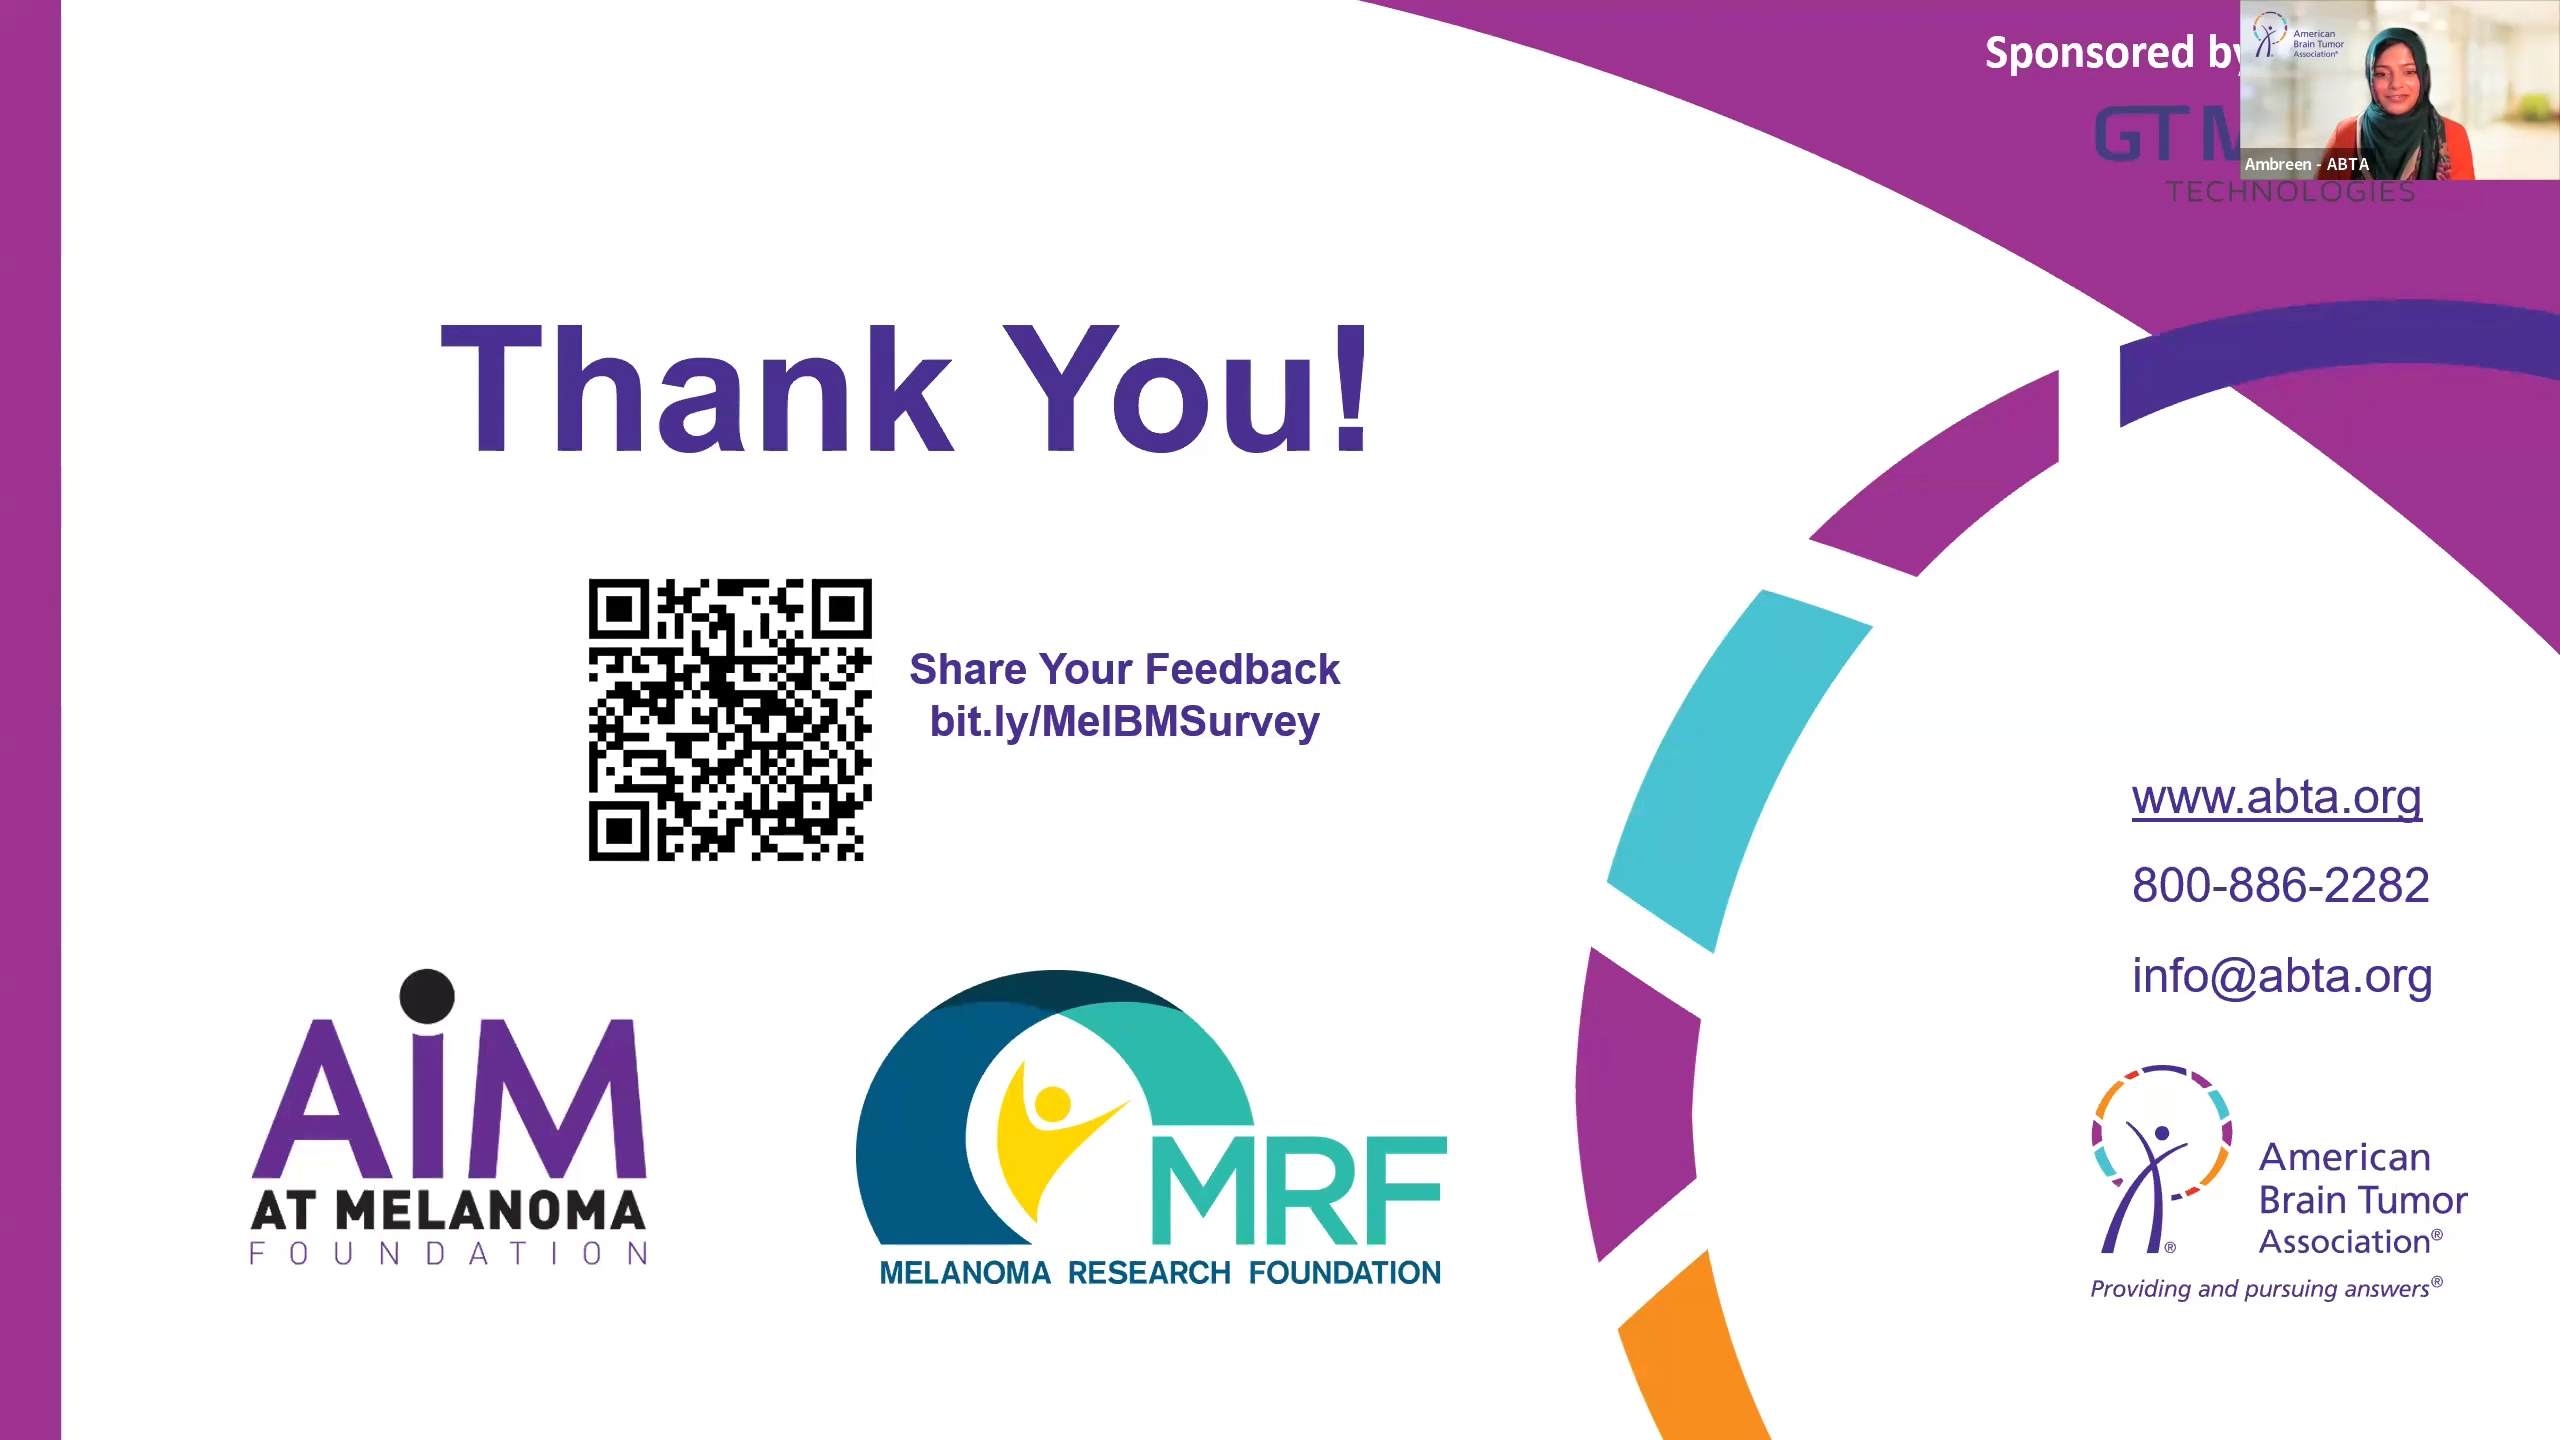 Sponsored by
GT
TECHNOLOGIES
American
Brain Tumor
Association®
Ambreen - ABTA
Thank You!
Share Your Feedback
bit.ly/MelBMSurvey
www.abta.org
800-886-2282
info@abta.org
AiM
AT MELANOMA
FOUNDATION
MRF
MELANOMA RESEARCH FOUNDATION
American
Brain Tumor
Association®
®
Providing and pursuing answers®